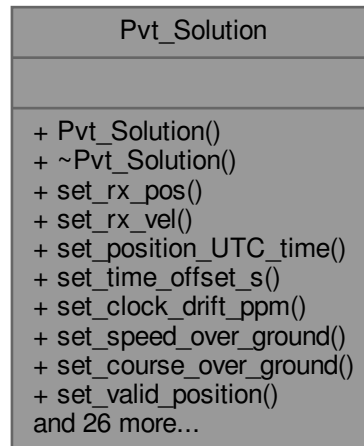 Pvt_Solution
+ Pvt_Solution()
+ ~Pvt_Solution()
+ set_rx_pos()
+ set_rx_vel()
+ set_position_UTC_time()
+ set_time_offset_s()
+ set_clock_drift_ppm()
+ set_speed_over_ground()
+ set_course_over_ground()
+ set_valid_position()
and 26 more...